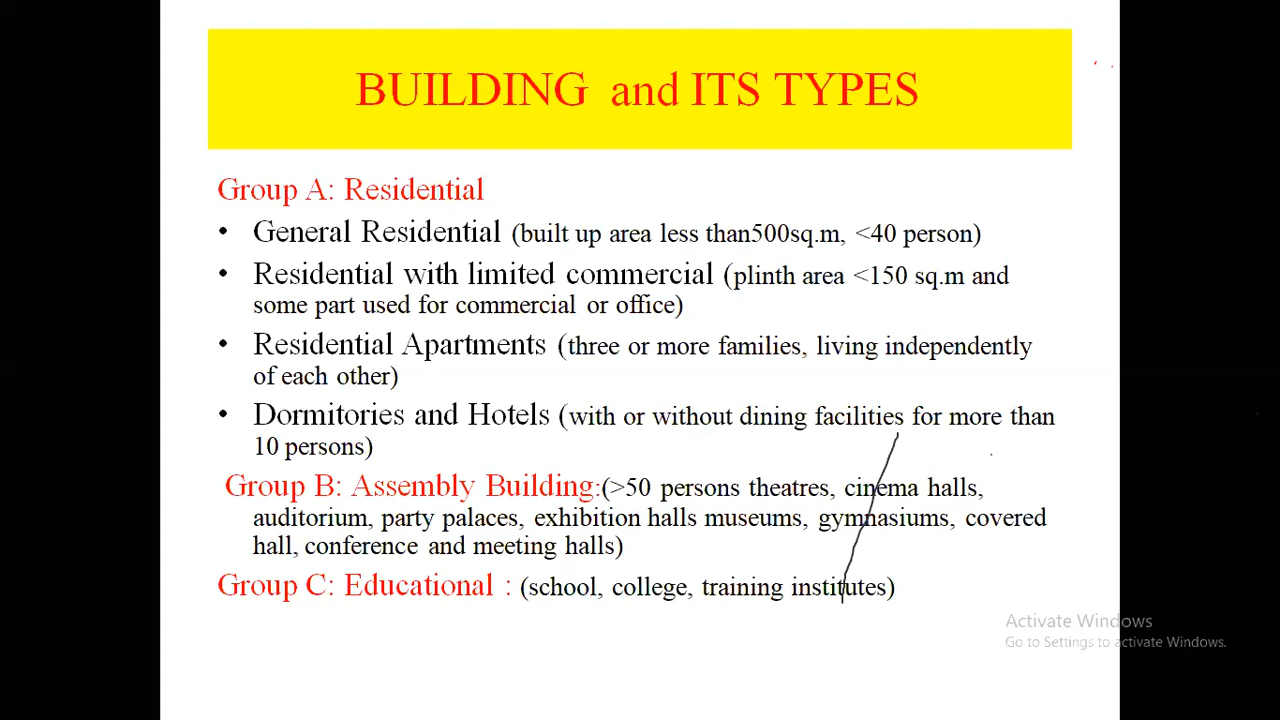 BUILDING and ITS TYPES
Group A: Residential
• General Residential (built up area less than500sq.m, <40 person)
• Residential with limited commercial (plinth area <150 sq.m and
some part used for commercial or office)
• Residential Apartments (three or more families, living independently
of each other)
• Dormitories and Hotels (with or without dining facilities for more than
10 persons)
Group B: Assembly Building:(>50 persons theatres, cinema halls,
auditorium, party palaces, exhibition halls museums, gymnasiums, covered
hall, conference and meeting halls)
Group C: Educational : (school, college, training institutes)
Activate Windows
Go to Settings to activate Windows.